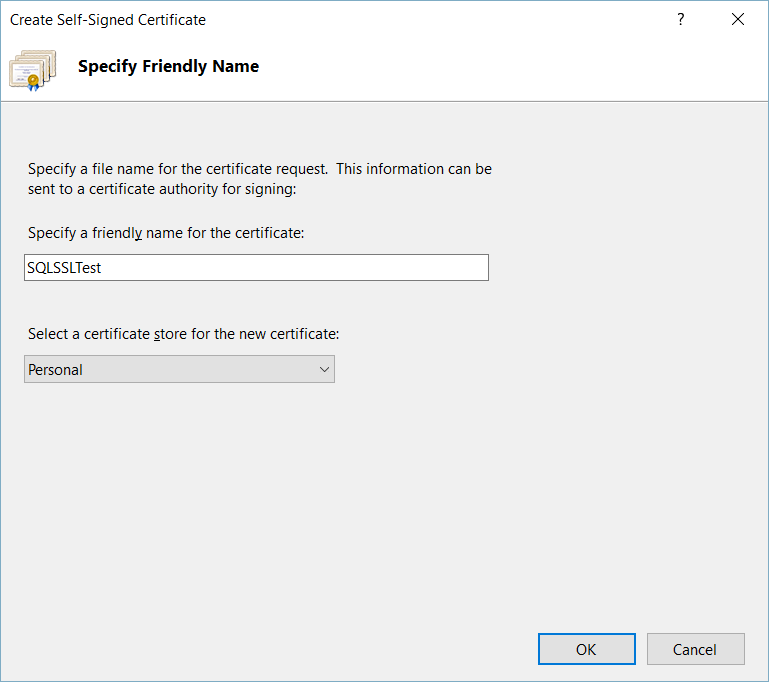 Create Self-Signed Certificate
?
Specify Friendly Name
Specify a file name for the certificate request.  This information can be
sent to a certificate authority for signing:
Specify a friendly name for the certificate:
SQLSSLTest
Select a certificate store for the new certificate:
Personal
OK
Cancel